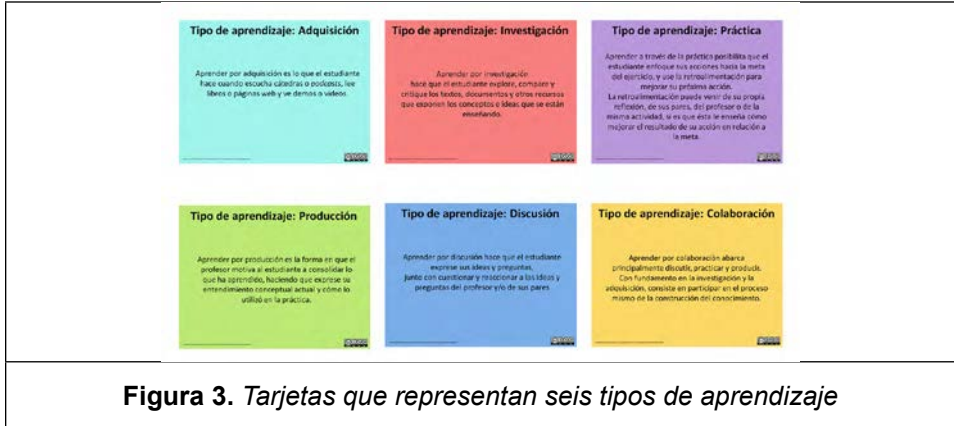 Tipo de aprendizaje: Adquisición
Aprender por adquisición es lo que el estudiante
hace cuando escucha cátedras o podcasts, lee
libros o páginas web y ve demos o videos.
Tipo de aprendizaje: Investigación
Aprender por investigación
hace que el estudiante explore, compare y
critique los textos, documentos y otros recursos
que exponen los conceptos e ideas que se están
enseñando.
Tipo de aprendizaje: Práctica
Aprender a través de la práctica posibilita que el
estudiante enfoque sus acciones hacia la meta
del ejercicio, y use la retroalimentación para
mejorar su próxima acción.
La retroalimentación puede venir de su propia
reflexión, de sus pares, del profesor o de la
misma actividad, si es que ésta le enseña cómo
mejorar el resultado de su acción en relación a
la meta.
Tipo de aprendizaje: Producción
Aprender por producción es la forma en que el
profesor motiva al estudiante a consolidar lo
que ha aprendido, haciendo que exprese su
entendimiento conceptual actual y cómo lo
utilizó en la práctica.
Tipo de aprendizaje: Discusión
Aprender por discusión hace que el estudiante
exprese sus ideas y preguntas,
junto con cuestionar y reaccionar a las ideas y
preguntas del profesor y/o de sus pares
Tipo de aprendizaje: Colaboración
Aprender por colaboración abarca
principalmente discutir, practicar y producir.
Con fundamento en la investigación y la
adquisición, consiste en participar en el proceso
mismo de la construcción del conocimiento.
Figura 3. Tarjetas que representan seis tipos de aprendizaje